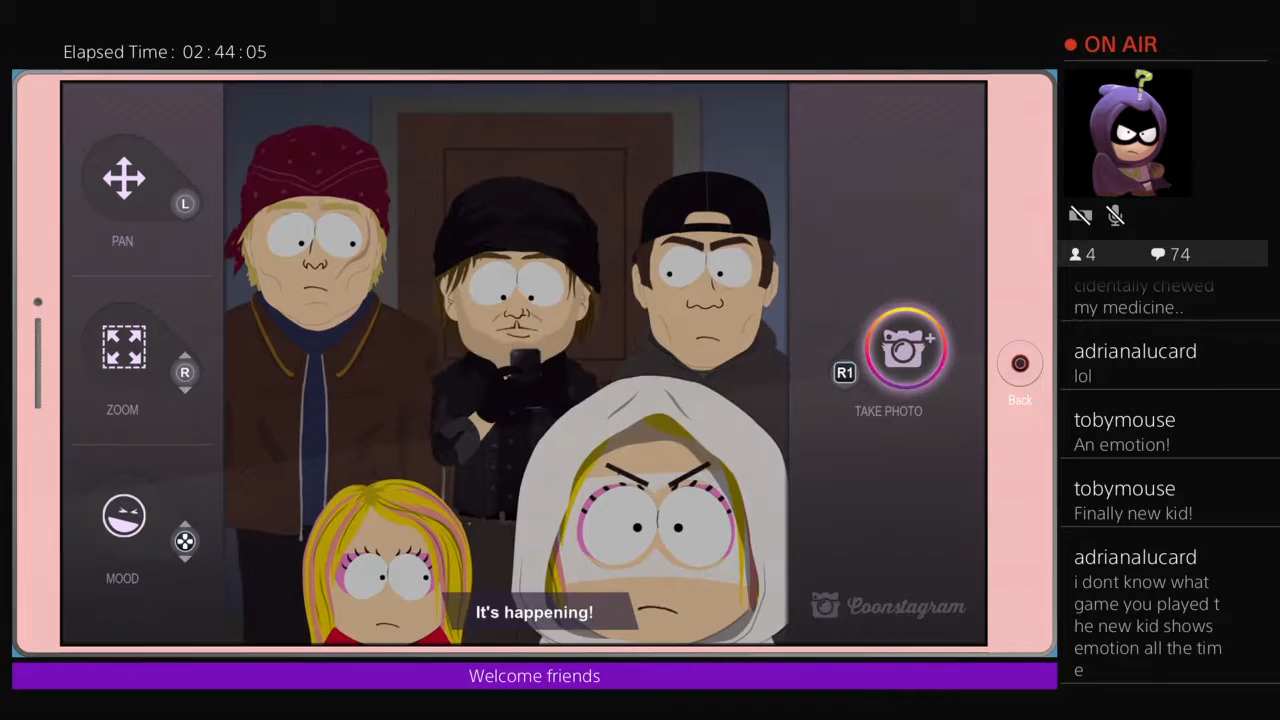 Elapsed Time: 02:44:05
ON AIR
4
74
PAN
L
ZOOM
R
MOOD
R1
TAKE PHOTO
Back
It's happening!
Coonstagram
Welcome friends
cidentally chewed
my medicine..
adrianalucard
lol
tobymouse
An emotion!
tobymouse
Finally new kid!
adrianalucard
i dont know what
game you played t
he new kid shows
emotion all the tim
e